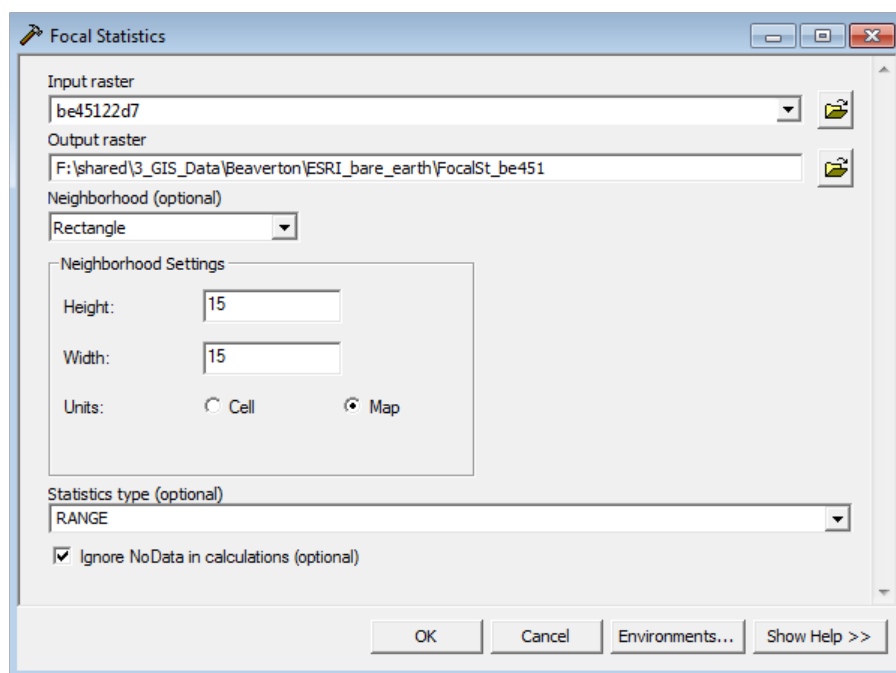 Focal Statistics
Input raster
be45122d7
Output raster
F:\shared\3_GIS_Data\Beaverton\ESRI_bare_earth\FocalSt_be451
Neighborhood (optional)
Rectangle
Neighborhood Settings
Height: 15
Width: 15
Units: Cell Map
Statistics type (optional)
RANGE
Ignore NoData in calculations (optional)
OK Cancel Environments... Show Help >>